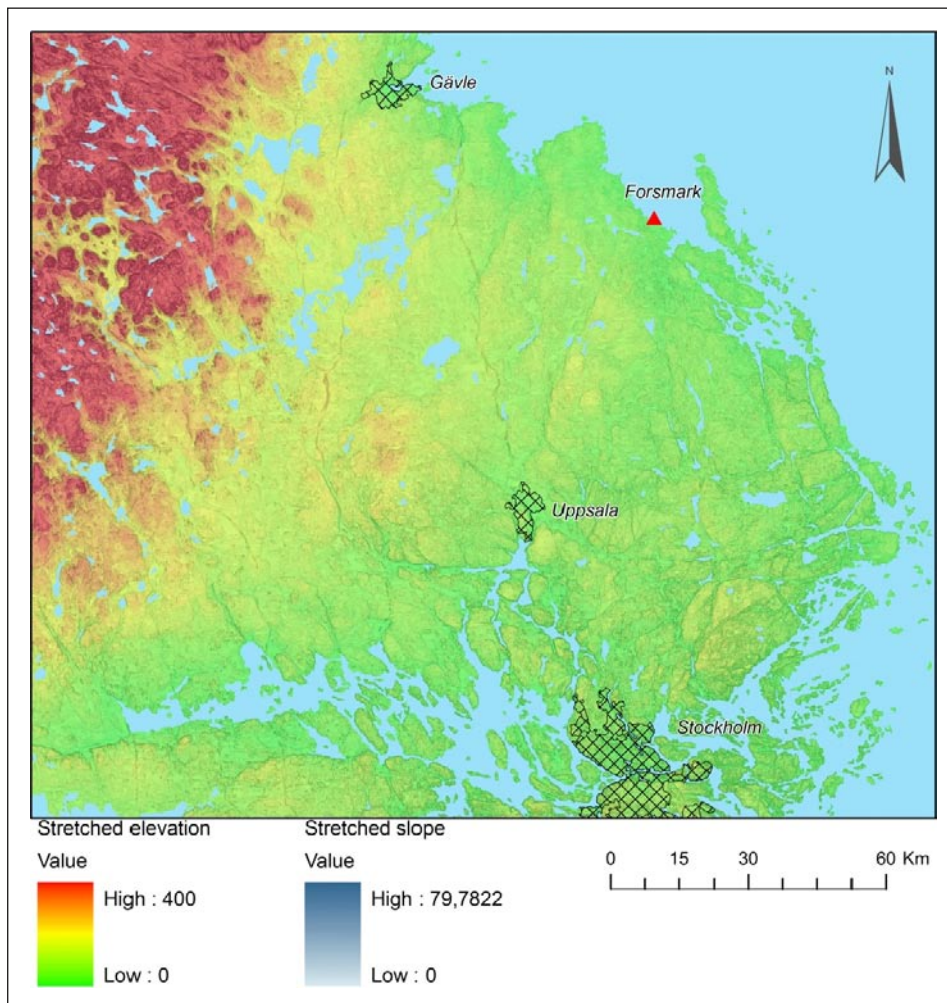 Gävle
N
Forsmark
Uppsala
Stockholm
Stretched elevation
Value
High : 400
Low : 0
Stretched slope
Value
High : 79,7822
Low : 0
0 15 30 60 Km